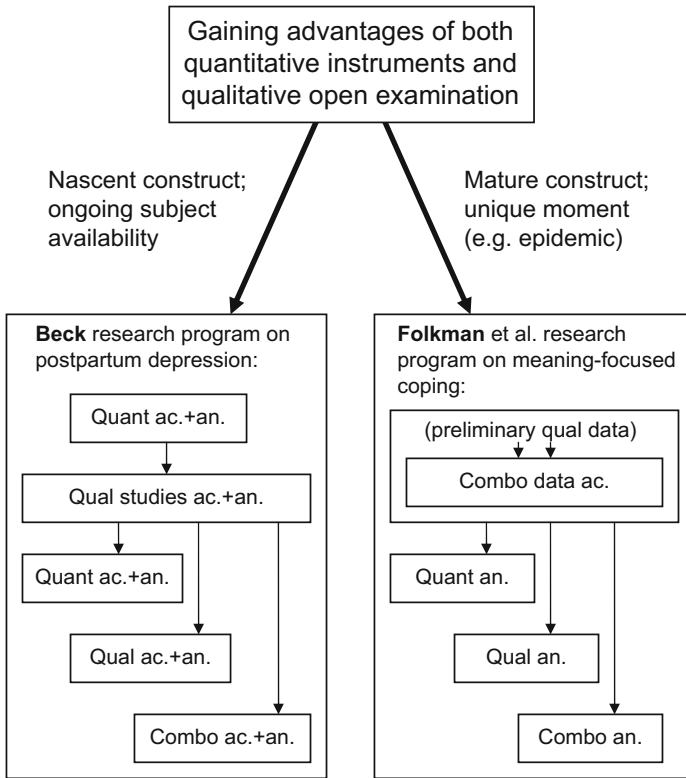 Gaining advantages of both
quantitative instruments and
qualitative open examination
Nascent construct;
ongoing subject
availability
Mature construct;
unique moment
(e.g. epidemic)
Beck research program on
postpartum depression:
Quant ac.+an.
Qual studies ac.+an.
Quant ac.+an.
Qual ac.+an.
Combo ac.+an.
Folkman et al. research
program on meaning-focused
coping:
(preliminary qual data)
Combo data ac.
Quant an.
Qual an.
Combo an.